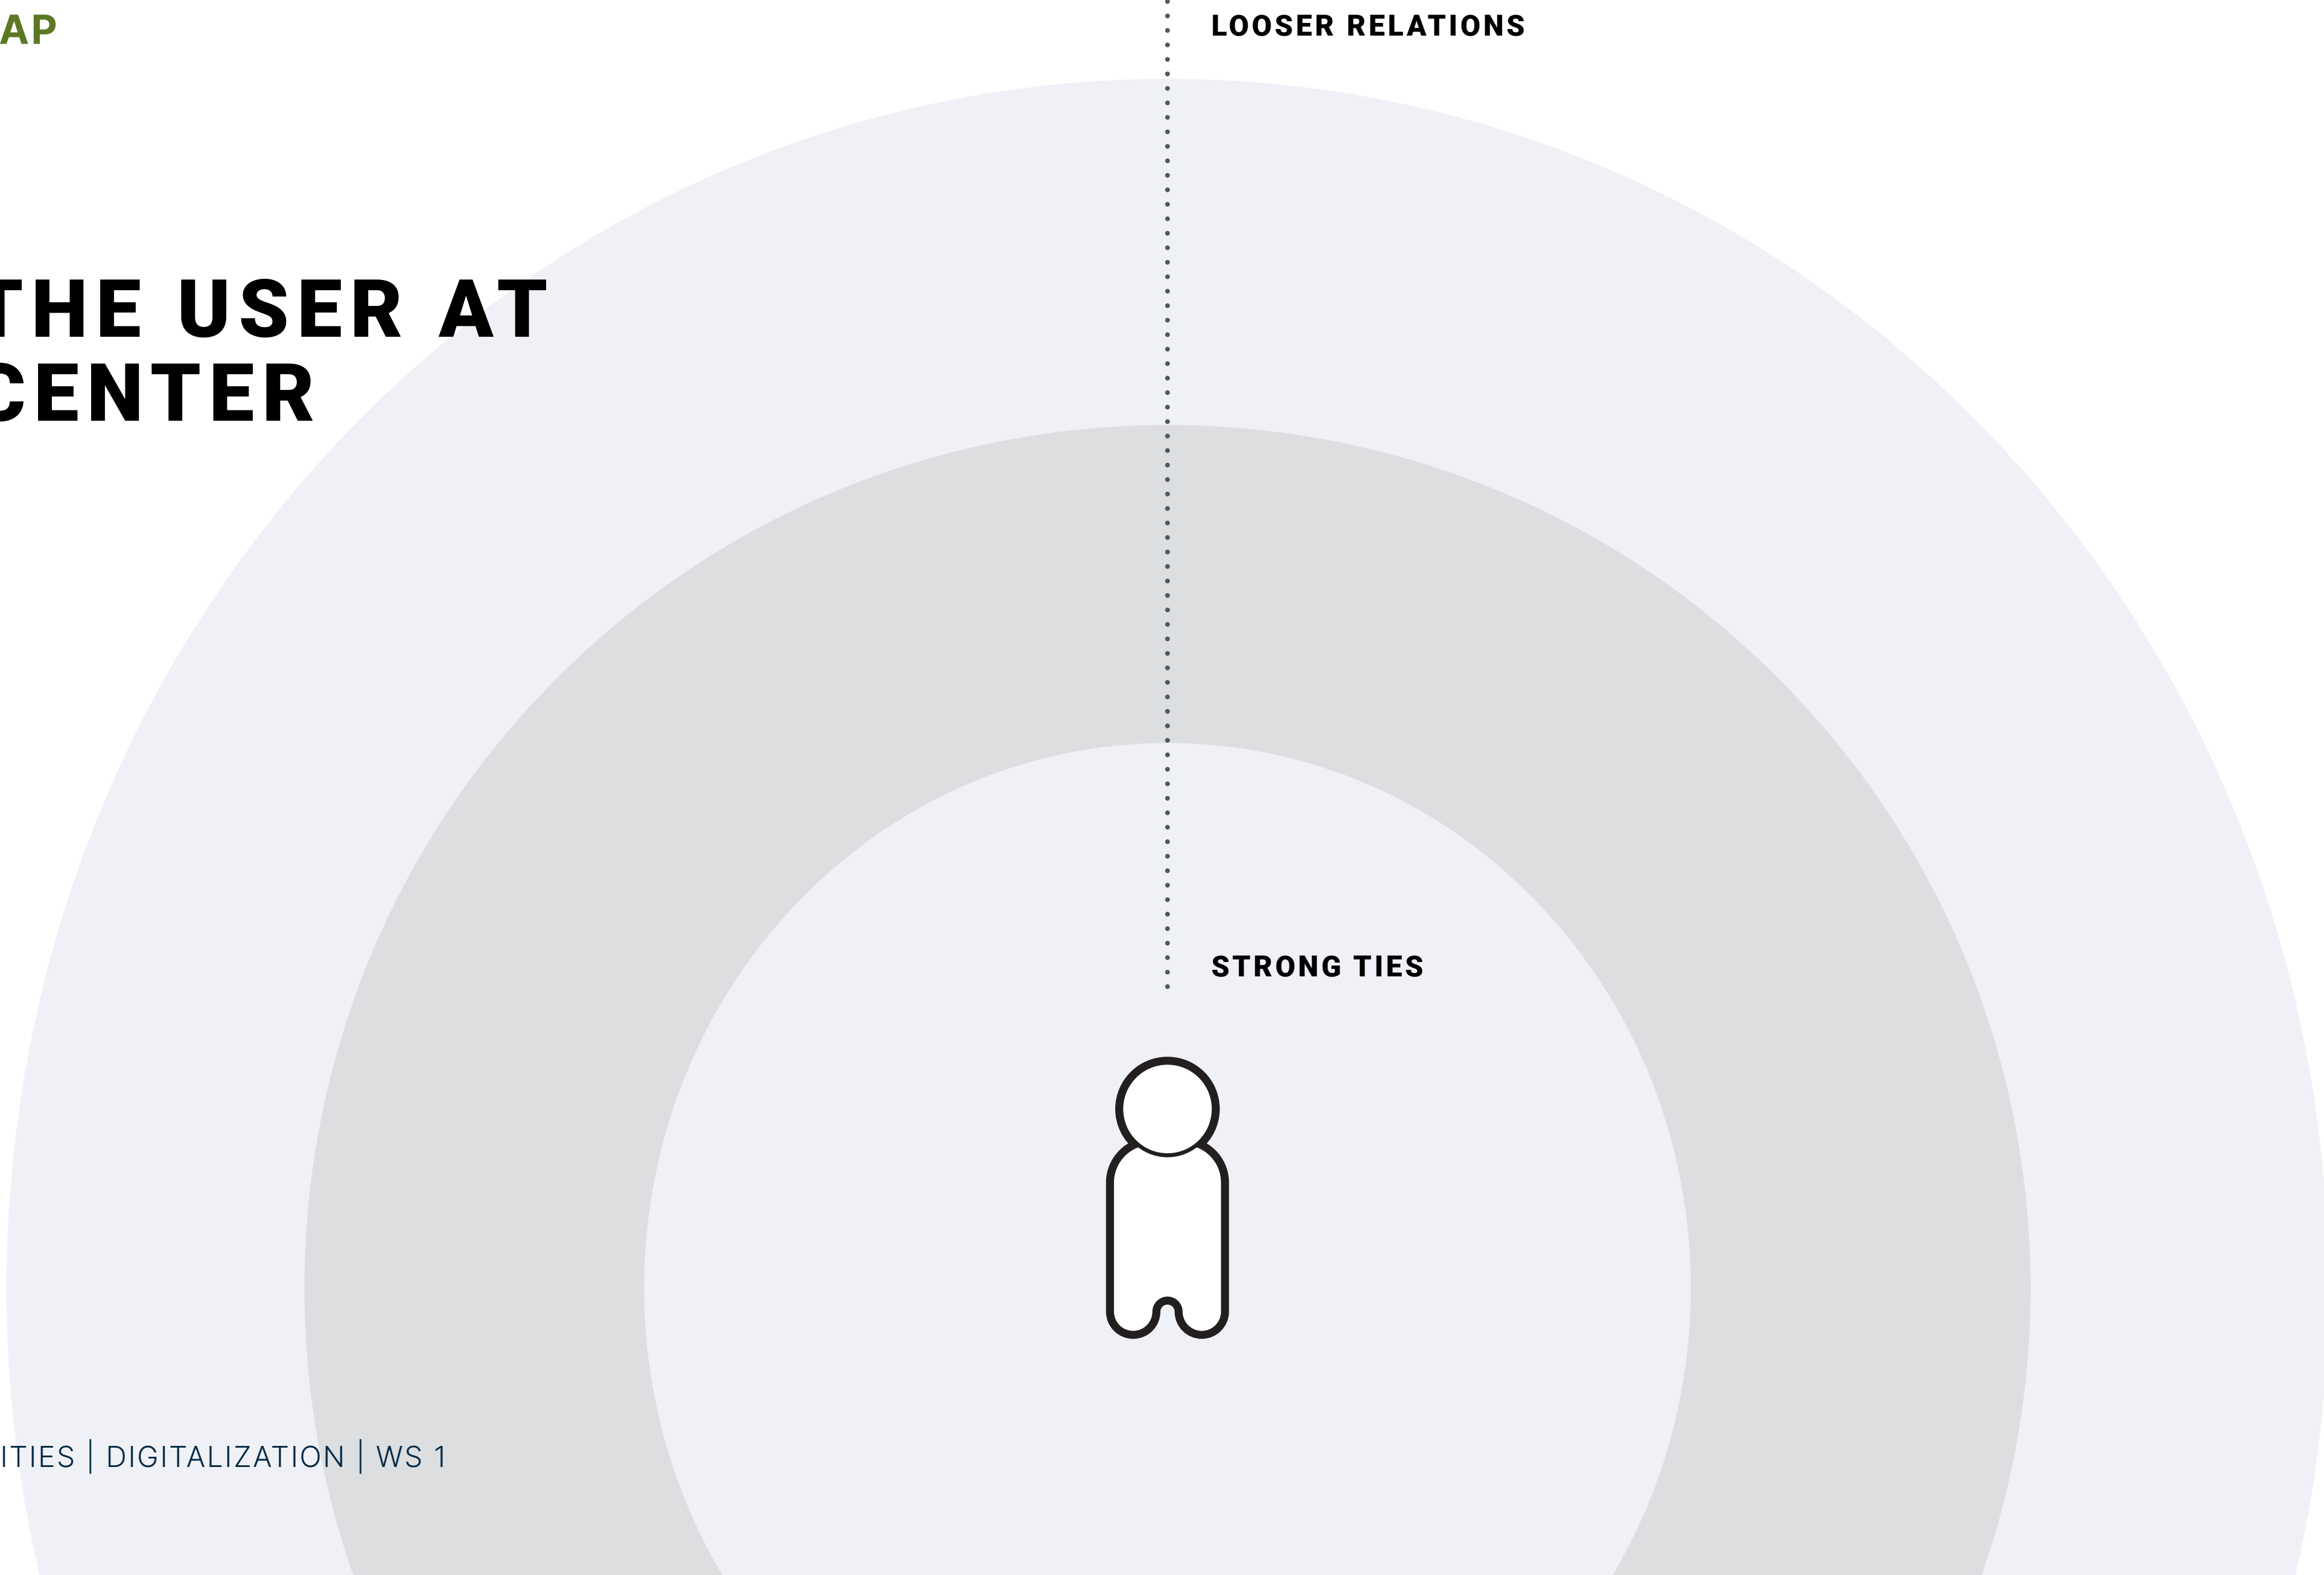 AP
LOOSER RELATIONS
THE USER AT
CENTER
STRONG TIES
ITIES | DIGITALIZATION | WS 1